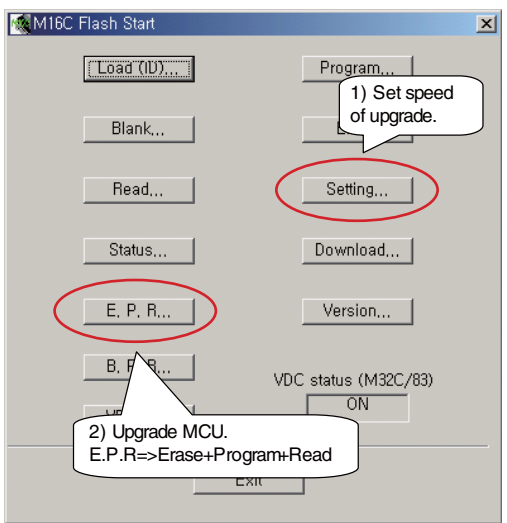 M16C Flash Start
Load (ID)...
Program...
1) Set speed
of upgrade.
Blank...
Read...
Setting...
Status...
Download...
E. P. R...
Version...
VDC status (M32C/83)
ON
2) Upgrade MCU.
E.P.R=>Erase+Program+Read
Exit